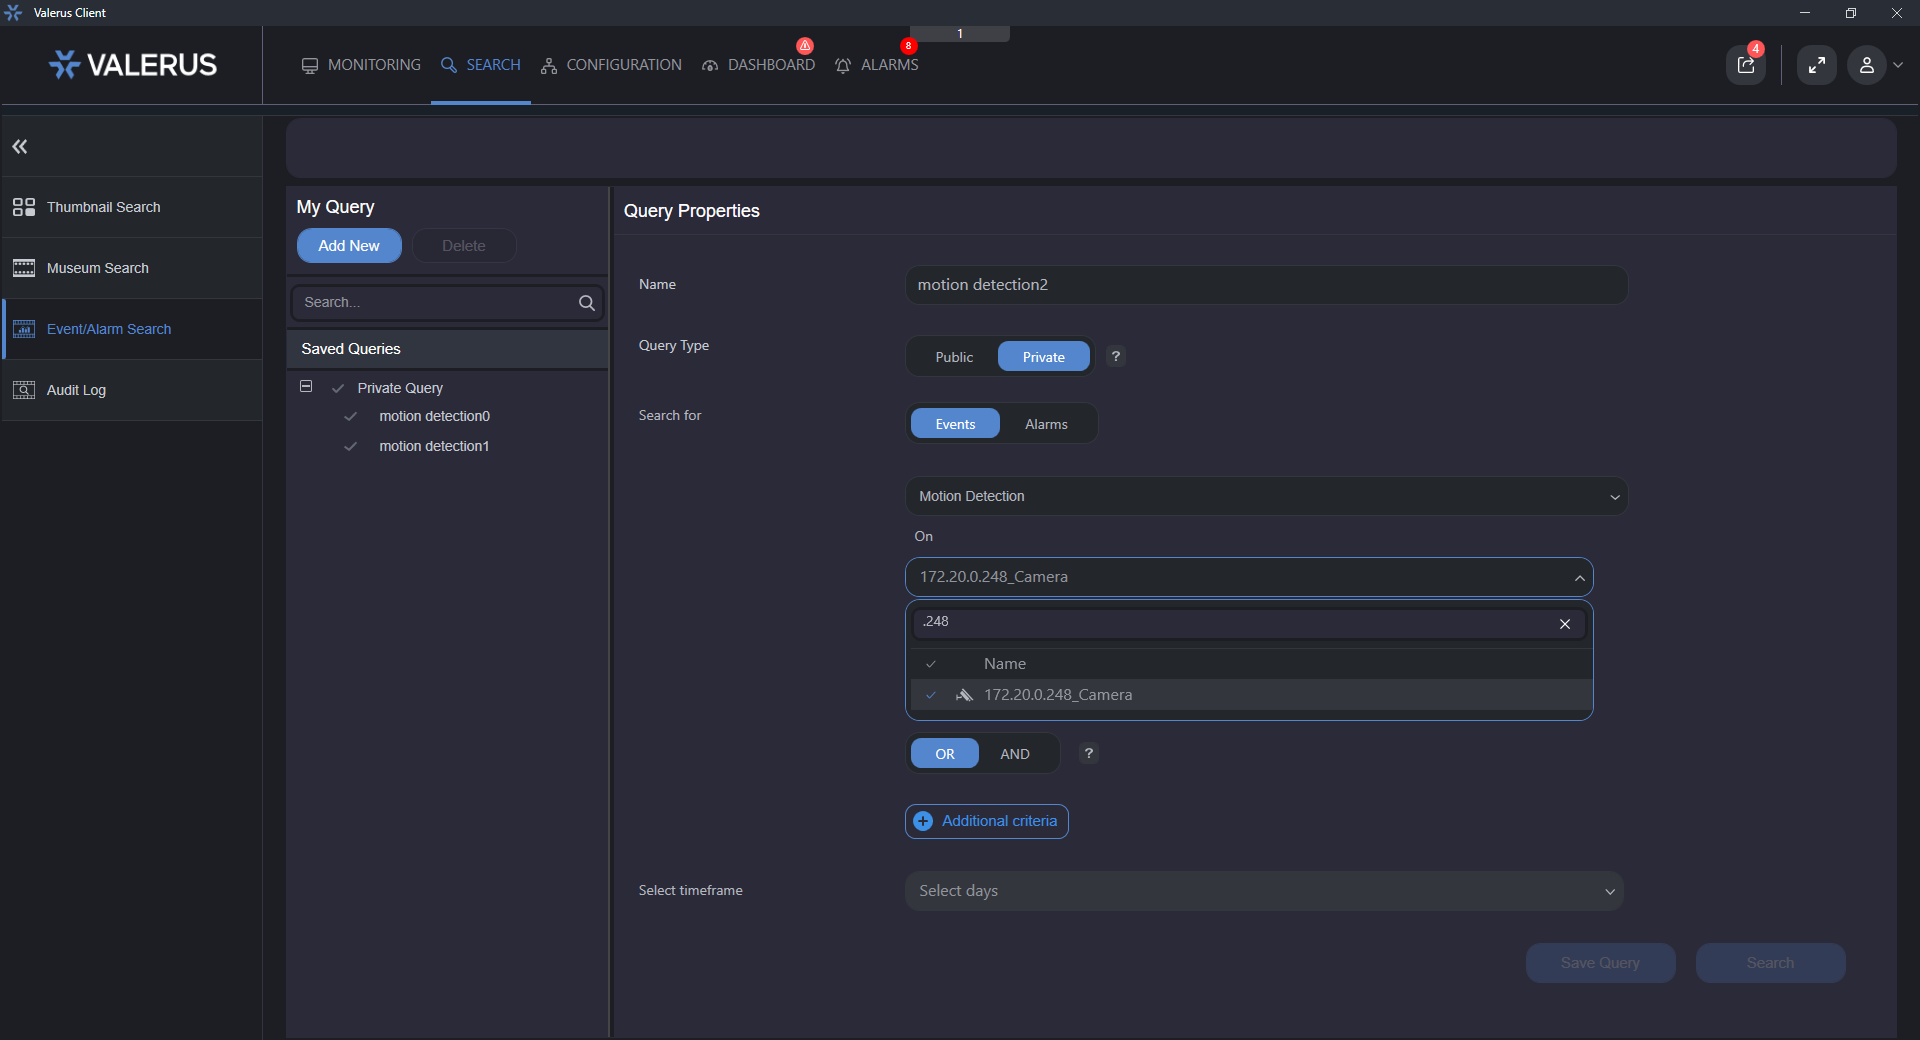 Valerus Client
1
VALERUS
MONITORING
SEARCH
CONFIGURATION
DASHBOARD
8
ALARMS
4
Thumbnail Search
Museum Search
Event/Alarm Search
Audit Log
My Query
Add New
Delete
Search...
Saved Queries
Private Query
motion detection0
motion detection1
Query Properties
Name
motion detection2
Query Type
Public
Private
?
Search for
Events
Alarms
Motion Detection
On
172.20.0.248_Camera
.248
Name
172.20.0.248_Camera
OR
AND
?
Additional criteria
Select timeframe
Select days
Save Query
Search